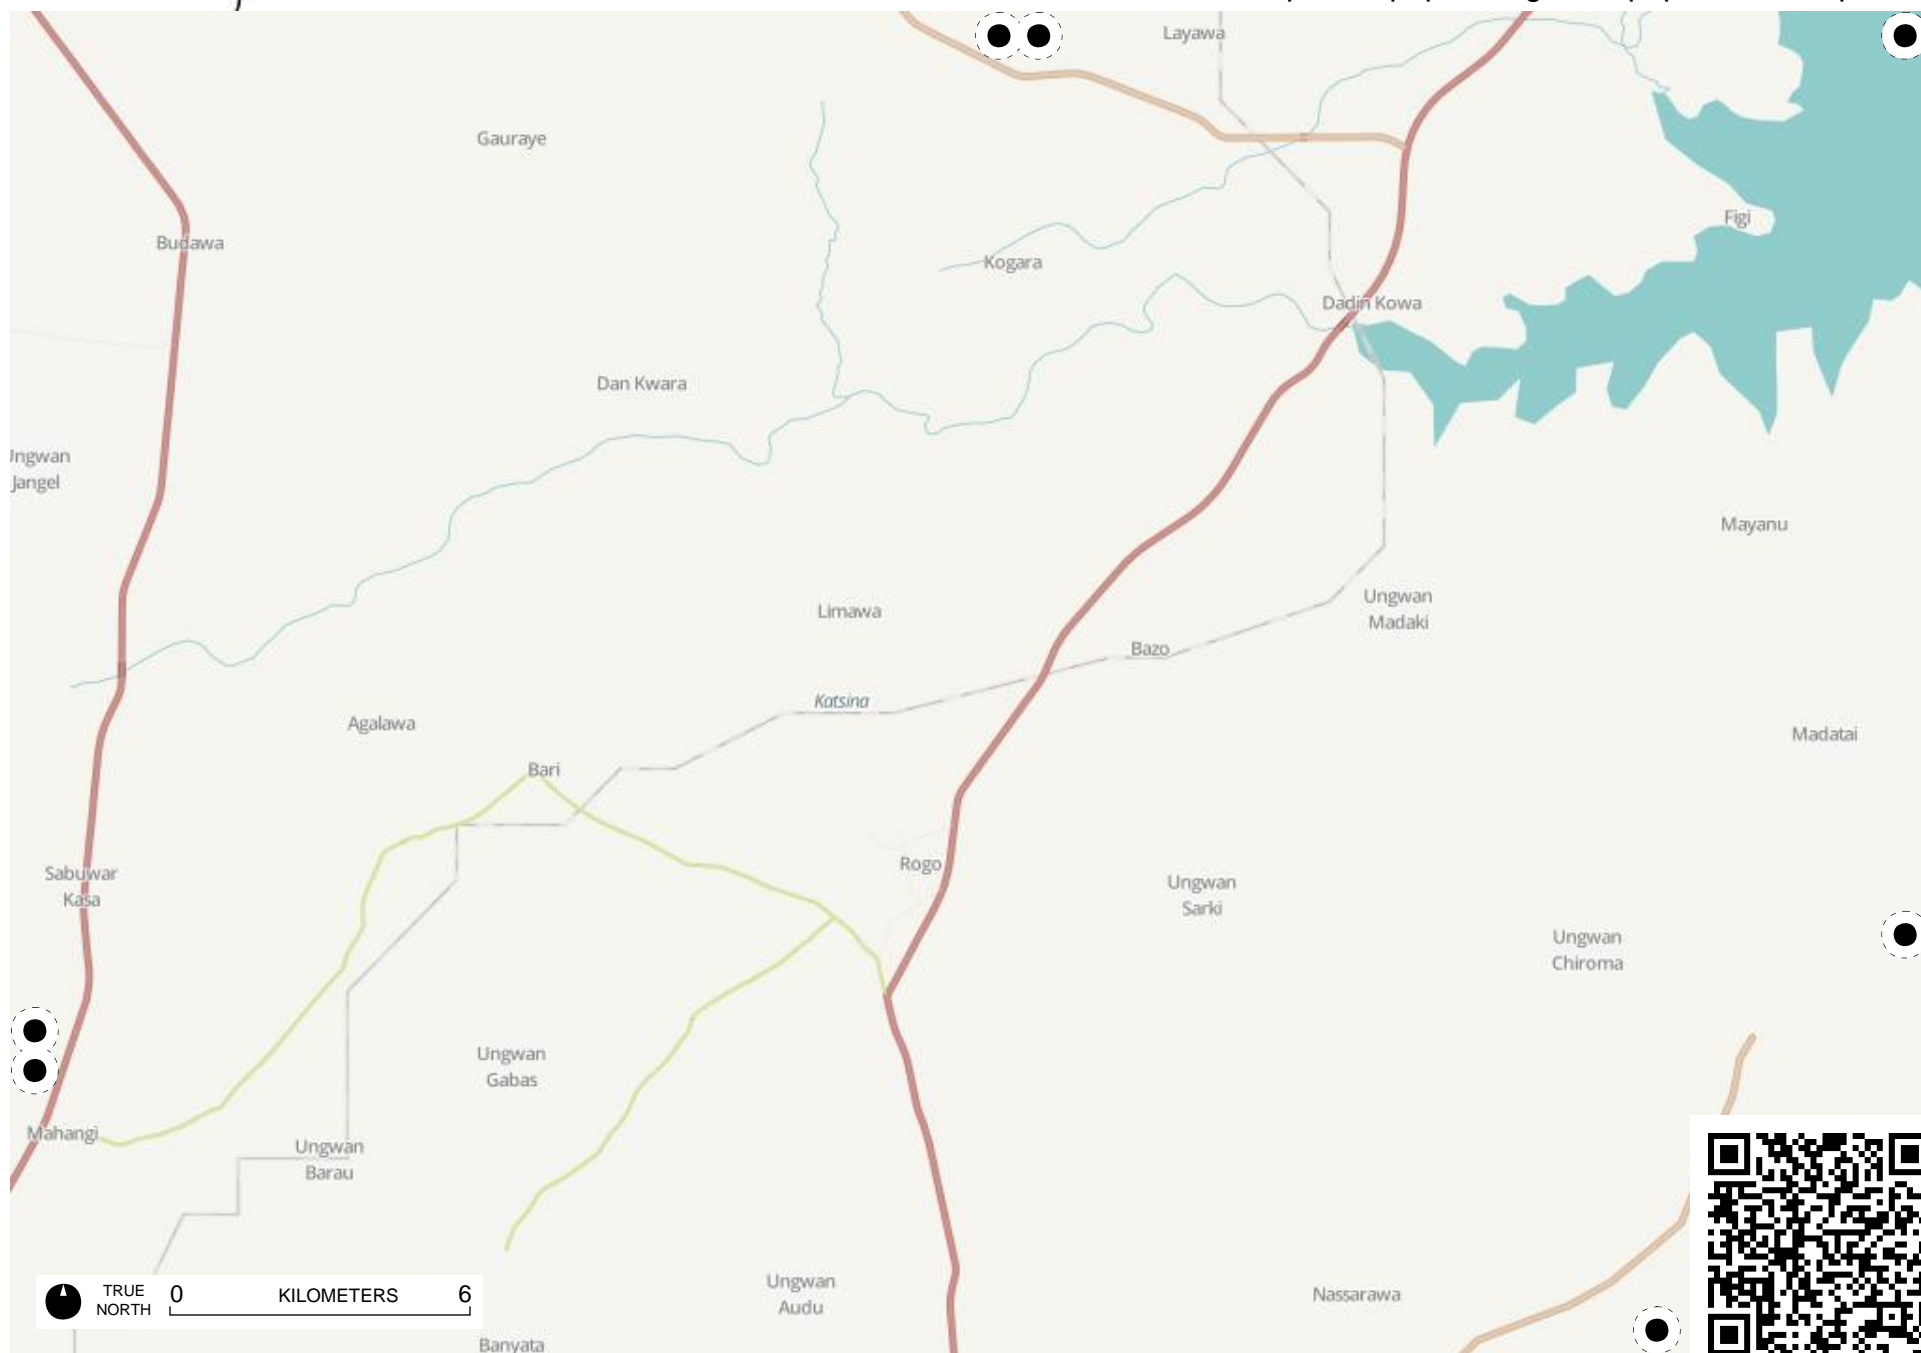 Layawa
Gauraye
Figi
Budawa
Kogara
Dadin Kowa
Dan Kwara
Ungwan
Jangel
Mayanu
Ungwan
Madaki
Limawa
Bazo
Katsina
Agalawa
Madatai
Bari
Rogo
Sabuwar
Kasa
Ungwan
Sarki
Ungwan
Chiroma
Ungwan
Gabas
Mahangi
Ungwan
Barau
Ungwan
Audu
Nassarawa
TRUE
NORTH
0 KILOMETERS 6
Banyata